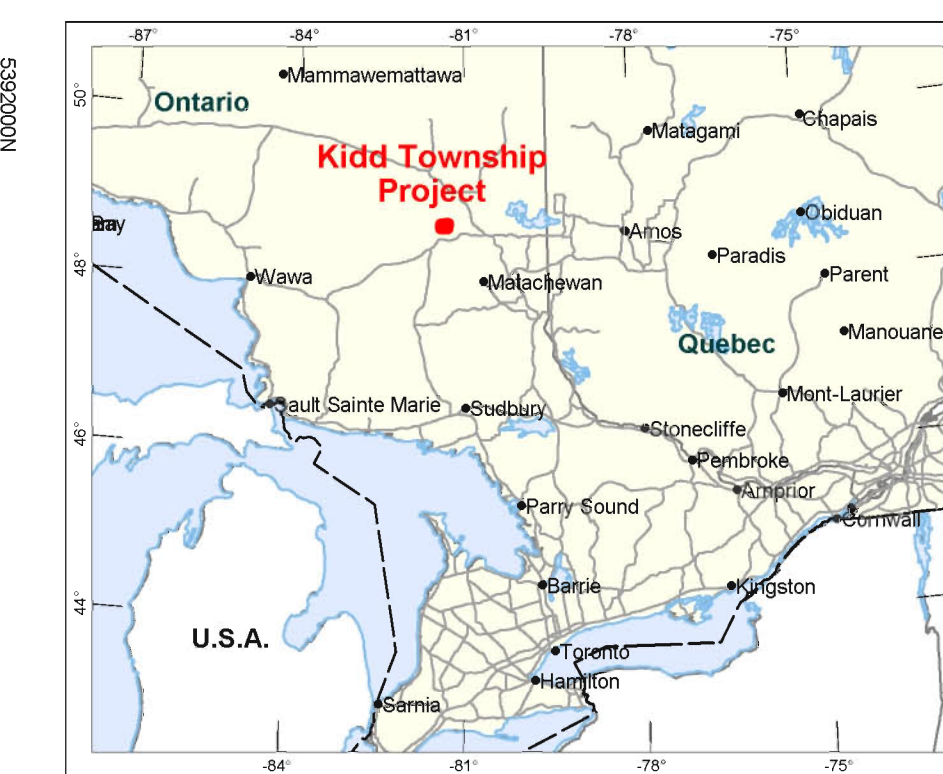 5392000N
-87°
-84°
-81°
-78°
-75°
Mammawemattawa
50°
Ontario
Chapais
Matagami
Kidd Township
Project
Obiduan
Amos
Paradis
48°
Wawa
Matachewan
Parent
Manouane
Quebec
Mont-Laurier
Sault Sainte Marie
Sudbury
46°
Stonecliffe
Pembroke
Arnprior
Parry Sound
Cornwall
44°
Barrie
Kingston
U.S.A.
Toronto
Hamilton
Sarnia
-84°
-81°
-78°
-75°